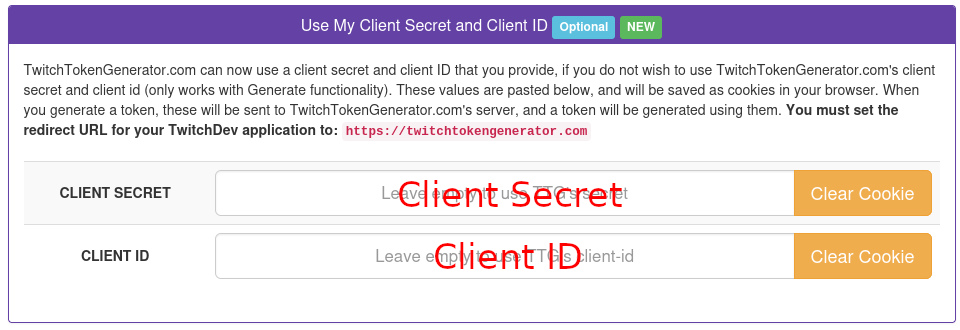 Use My Client Secret and Client ID Optional NEW
TwitchTokenGenerator.com can now use a client secret and client ID that you provide, if you do not wish to use TwitchTokenGenerator.com's client
secret and client id (only works with Generate functionality). These values are pasted below, and will be saved as cookies in your browser. When
you generate a token, these will be sent to TwitchTokenGenerator.com's server, and a token will be generated using them. You must set the
redirect URL for your TwitchDev application to: https://twitchtokengenerator.com
CLIENT SECRET
Leave empty to use TTG's secret
Client Secret
Clear Cookie
CLIENT ID
Leave empty to use TTG's client-id
Client ID
Clear Cookie